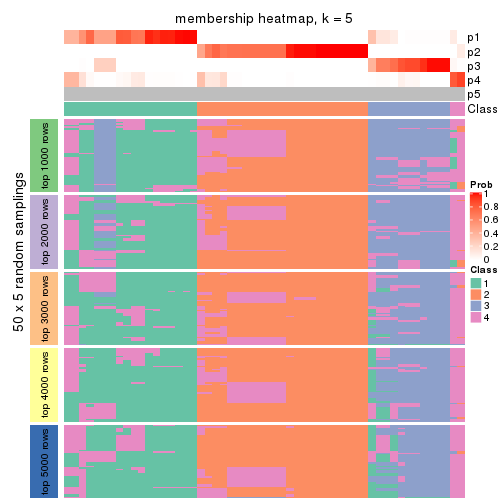 membership heatmap, k = 5
p1
p2
p3
p4
p5
Class
50 x 5 random samplings
top 1000 rows
top 2000 rows
top 3000 rows
top 4000 rows
top 5000 rows
Prob
1
0.8
0.6
0.4
0.2
0
Class
1
2
3
4